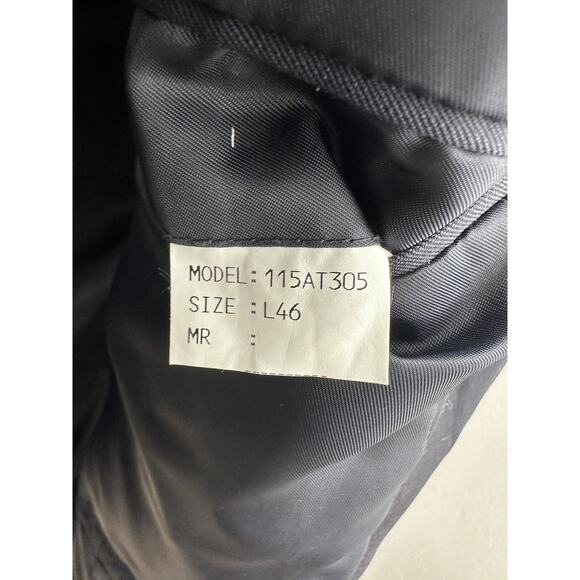 MODEL: 115AT305
SIZE : L46
MR :